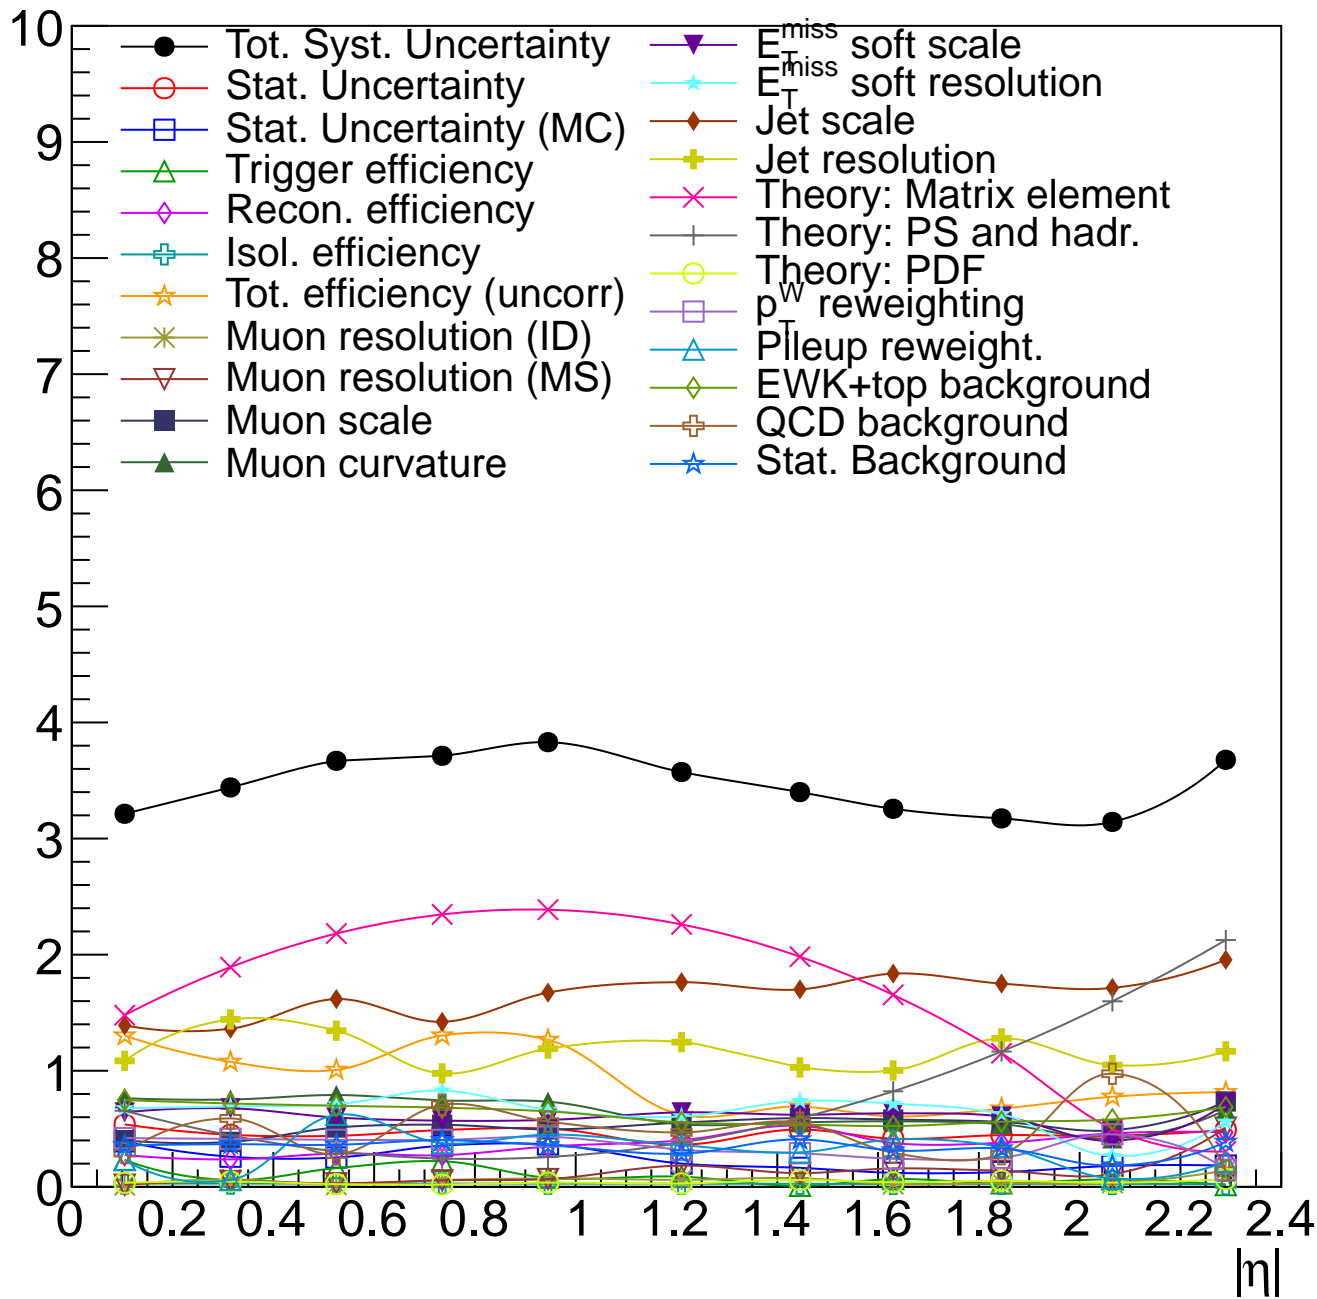 10
9
8
7
6
5
4
3
2
1
0
Tot. Syst. Uncertainty
Stat. Uncertainty
Stat. Uncertainty (MC)
Trigger efficiency
Recon. efficiency
Isol. efficiency
Tot. efficiency (uncorr)
Muon resolution (ID)
Muon resolution (MS)
Muon scale
Muon curvature
E_T^miss soft scale
E_T^miss soft resolution
Jet scale
Jet resolution
Theory: Matrix element
Theory: PS and hadr.
Theory: PDF
p_T^W reweighting
Pileup reweight.
EWK+top background
QCD background
Stat. Background
0 0.2 0.4 0.6 0.8 1 1.2 1.4 1.6 1.8 2 2.2 2.4
|η|